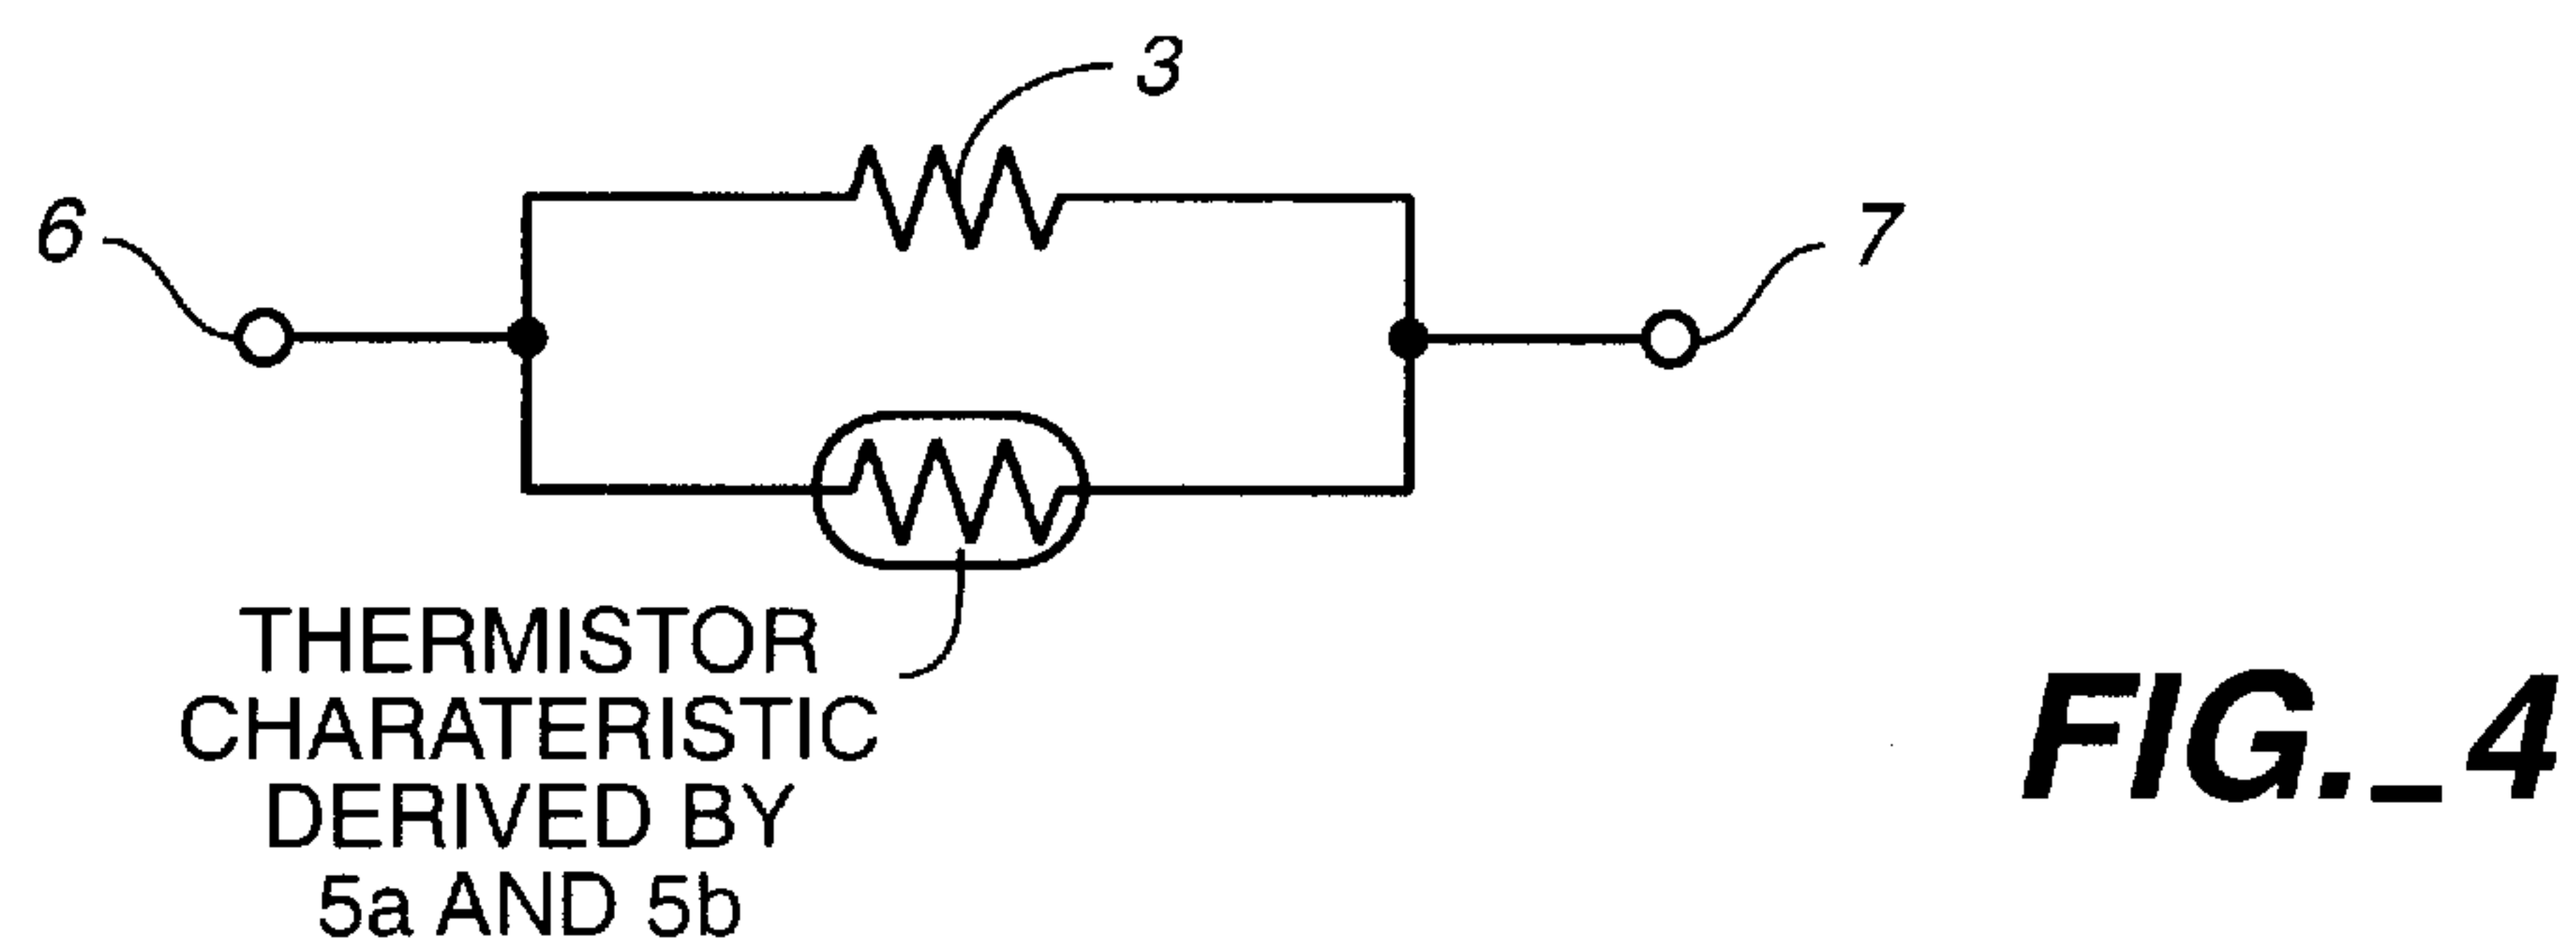 3
6
7
THERMISTOR
CHARATERISTIC
DERIVED BY
5a AND 5b
FIG._4